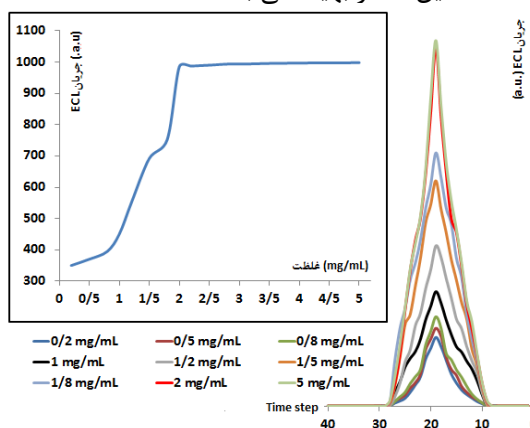 1100
1000
900
800
700
600
500
400
300
جریان ECL (a.u.)
غلظت (mg/mL)
0 0/5 1 1/5 2 2/5 3 3/5 4 4/5 5
جریان ECL (a.u.)
0/2 mg/mL 0/5 mg/mL 0/8 mg/mL
1 mg/mL 1/2 mg/mL 1/5 mg/mL
1/8 mg/mL 2 mg/mL 5 mg/mL
Time step
40 30 20 10